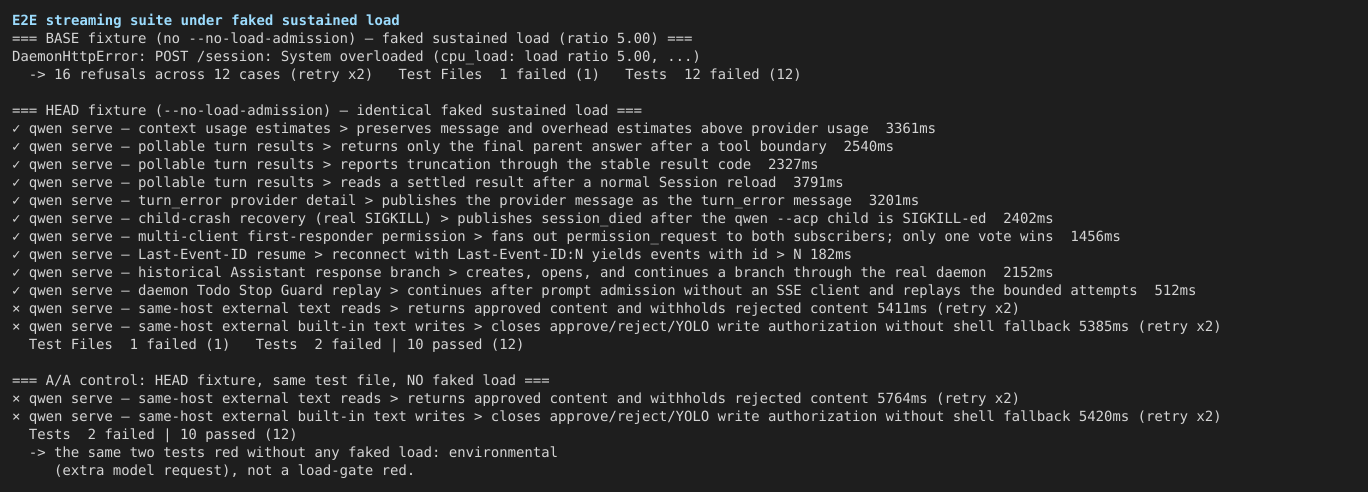 E2E streaming suite under faked sustained load
=== BASE fixture (no --no-load-admission) — faked sustained load (ratio 5.00) ===
DaemonHttpError: POST /session: System overloaded (cpu_load: load ratio 5.00, ...)
  -> 16 refusals across 12 cases (retry x2)   Test Files  1 failed (1)   Tests  12 failed (12)
=== HEAD fixture (--no-load-admission) — identical faked sustained load ===
✓ qwen serve — context usage estimates > preserves message and overhead estimates above provider usage  3361ms
✓ qwen serve — pollable turn results > returns only the final parent answer after a tool boundary  2540ms
✓ qwen serve — pollable turn results > reports truncation through the stable result code  2327ms
✓ qwen serve — pollable turn results > reads a settled result after a normal Session reload  3791ms
✓ qwen serve — turn_error provider detail > publishes the provider message as the turn_error message  3201ms
✓ qwen serve — child-crash recovery (real SIGKILL) > publishes session_died after the qwen --acp child is SIGKILL-ed  2402ms
✓ qwen serve — multi-client first-responder permission > fans out permission_request to both subscribers; only one vote wins  1456ms
✓ qwen serve — Last-Event-ID resume > reconnect with Last-Event-ID:N yields events with id > N 182ms
✓ qwen serve — historical Assistant response branch > creates, opens, and continues a branch through the real daemon  2152ms
✓ qwen serve — daemon Todo Stop Guard replay > continues after prompt admission without an SSE client and replays the bounded attempts  512ms
× qwen serve — same-host external text reads > returns approved content and withholds rejected content 5411ms (retry x2)
× qwen serve — same-host external built-in text writes > closes approve/reject/YOLO write authorization without shell fallback 5385ms (retry x2)
  Test Files  1 failed (1)   Tests  2 failed | 10 passed (12)
=== A/A control: HEAD fixture, same test file, NO faked load ===
× qwen serve — same-host external text reads > returns approved content and withholds rejected content 5764ms (retry x2)
× qwen serve — same-host external built-in text writes > closes approve/reject/YOLO write authorization without shell fallback 5420ms (retry x2)
  Tests  2 failed | 10 passed (12)
  -> the same two tests red without any faked load: environmental
     (extra model request), not a load-gate red.